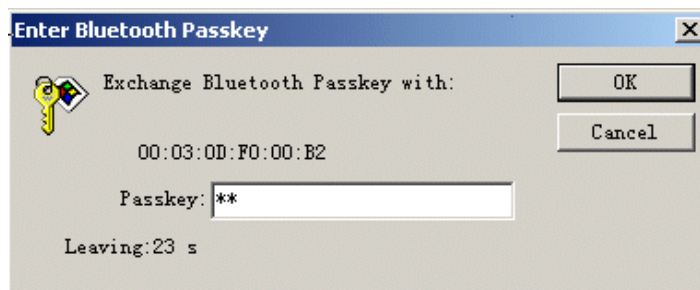 Enter Bluetooth Passkey
Exchange Bluetooth Passkey with:
OK
Cancel
00:03:0D:F0:00:B2
Passkey: **
Leaving:23 s